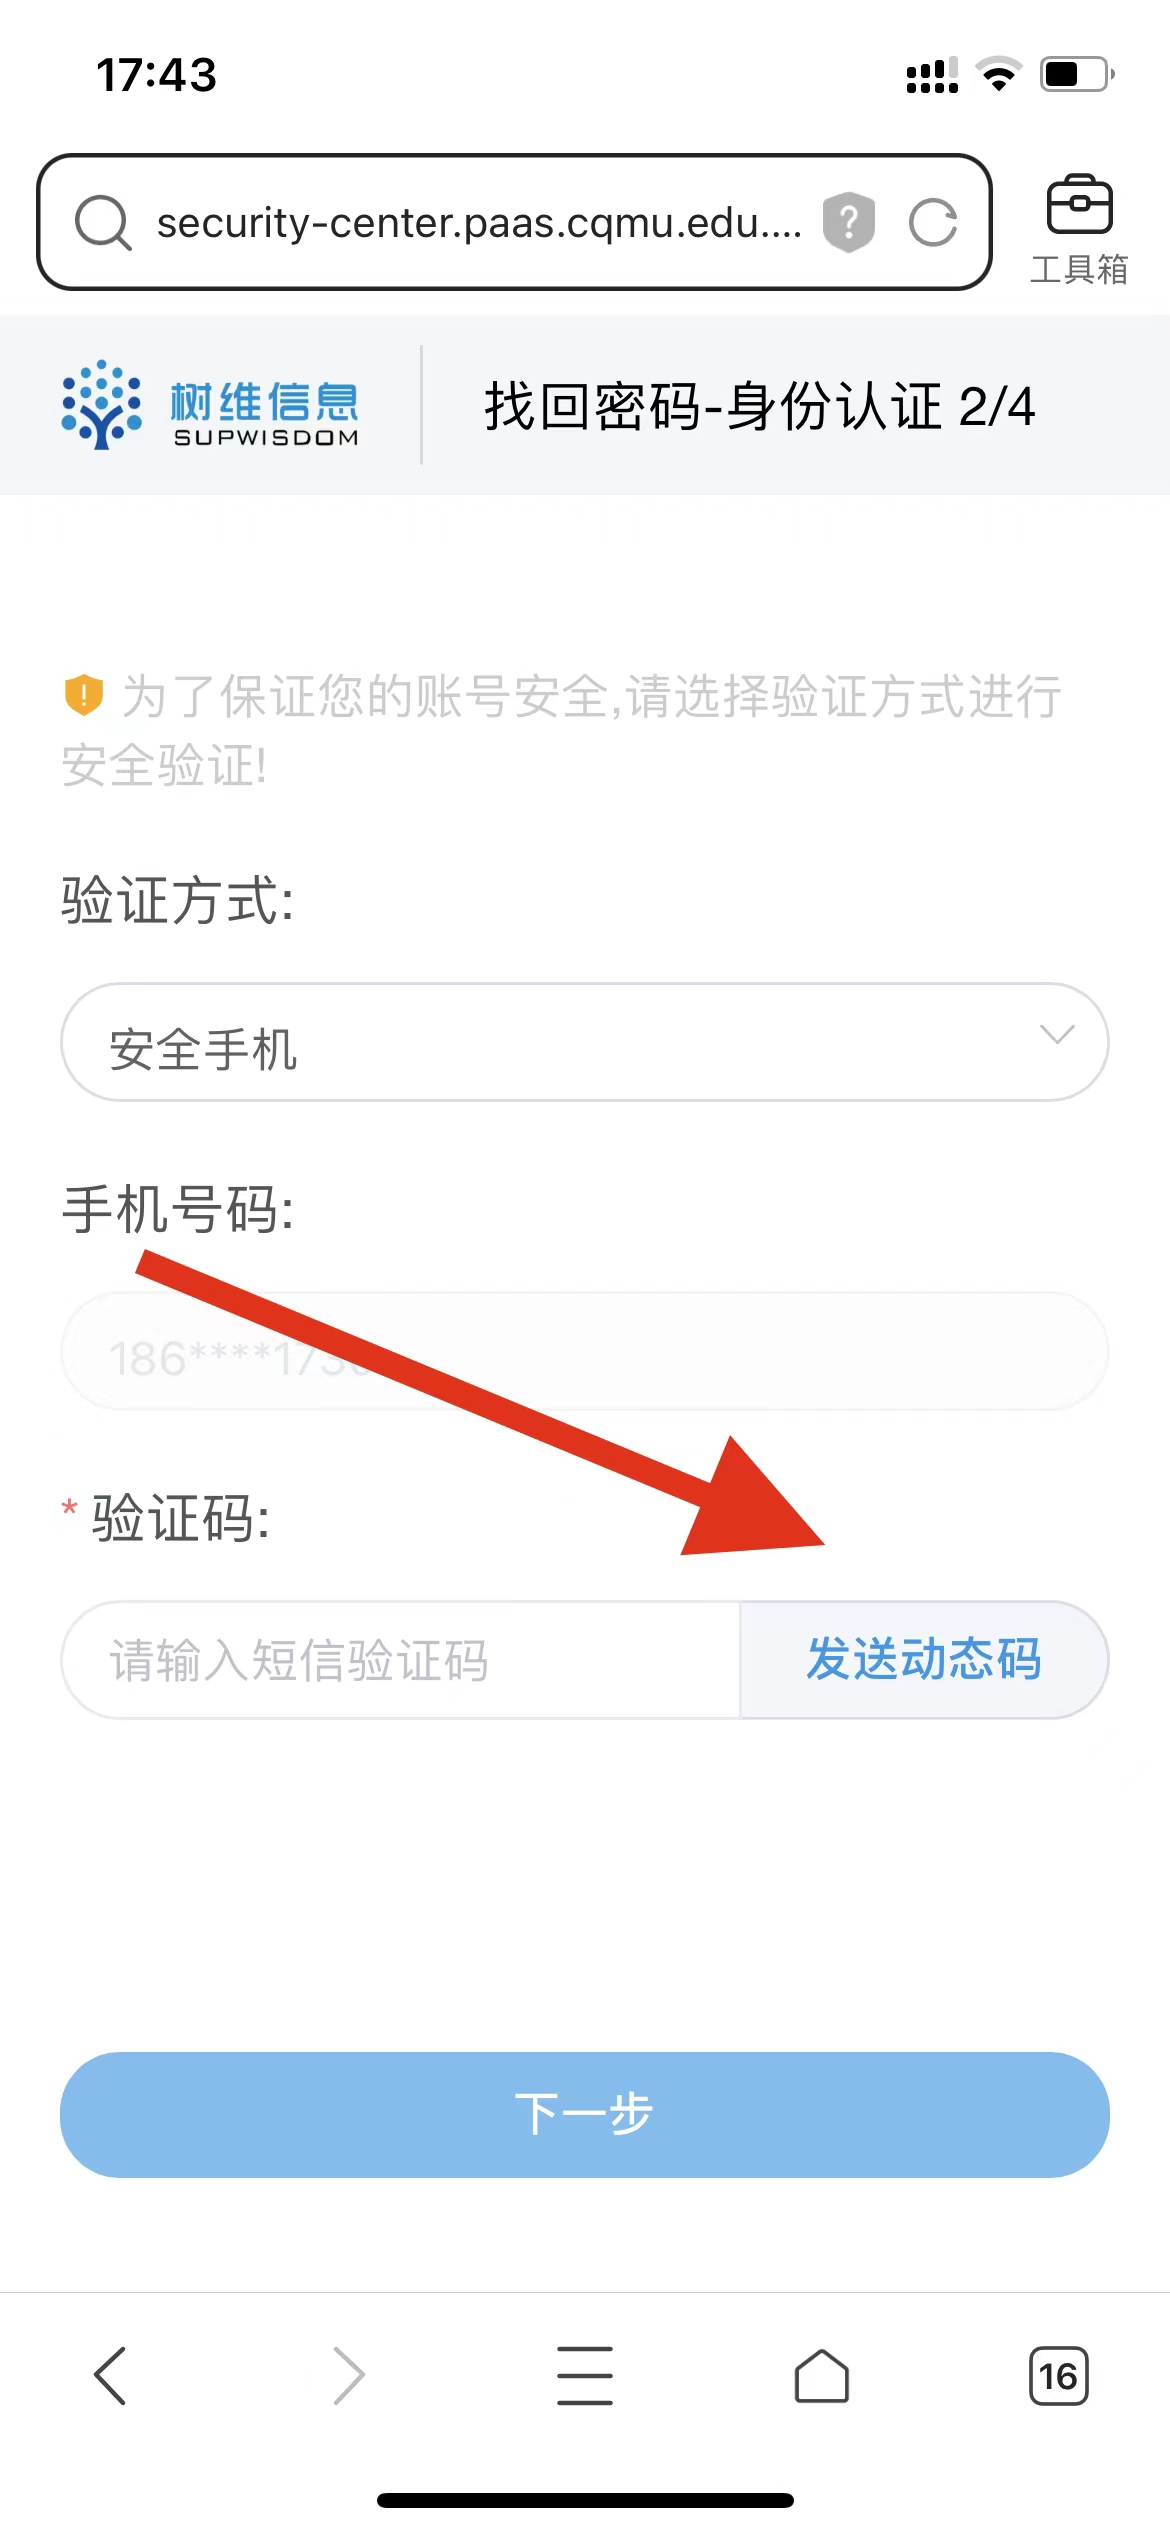 17:43
security-center.paas.cqmu.edu....
工具箱
树维信息
SUPWISDOM
找回密码-身份认证 2/4
为了保证您的账号安全,请选择验证方式进行
安全验证!
验证方式:
安全手机
手机号码:
186****173
* 验证码:
请输入短信验证码
发送动态码
下一步
16